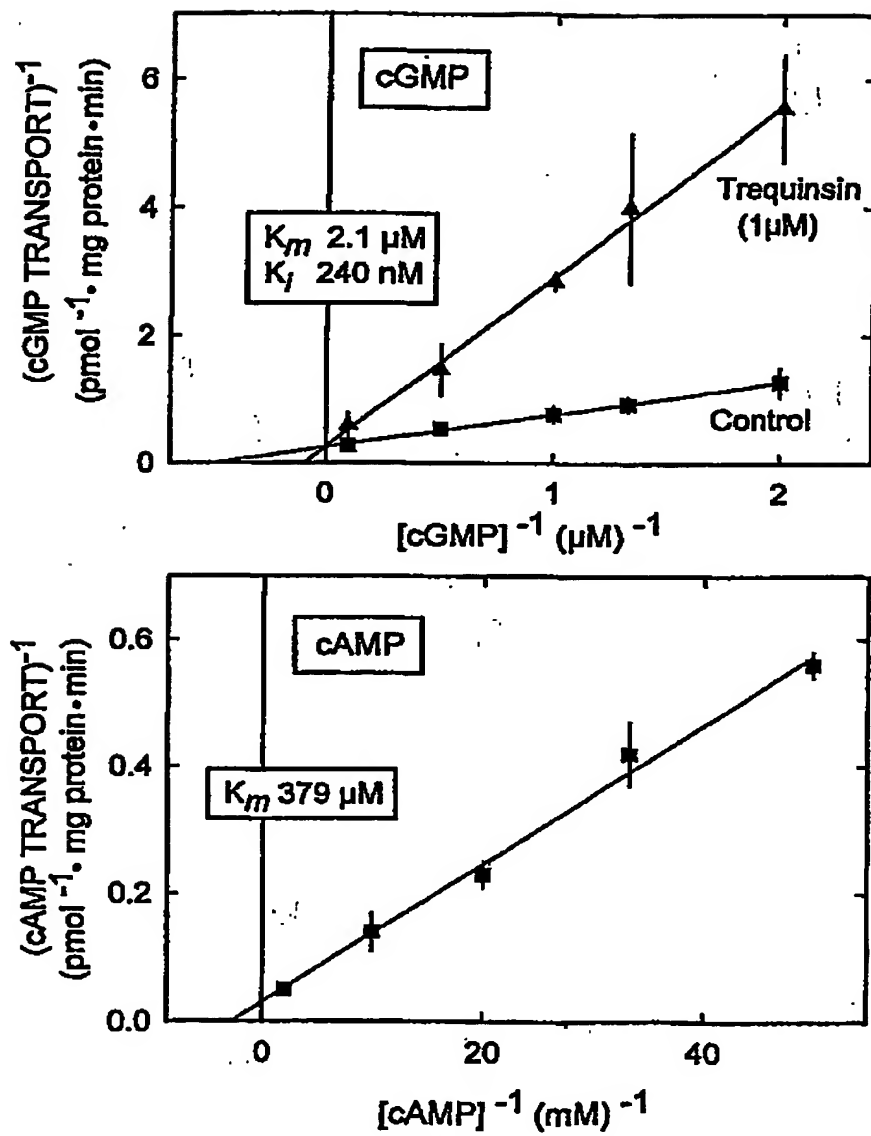 (cGMP TRANSPORT)⁻¹
(pmol⁻¹• mg protein•min)
6
4
2
0
cGMP
Kₘ 2.1 µM
Kᵢ 240 nM
Trequinsin
(1µM)
Control
0 1 2
[cGMP]⁻¹ (µM)⁻¹
(cAMP TRANSPORT)⁻¹
(pmol⁻¹• mg protein•min)
0.6
0.4
0.2
0.0
cAMP
Kₘ 379 µM
0 20 40
[cAMP]⁻¹ (mM)⁻¹